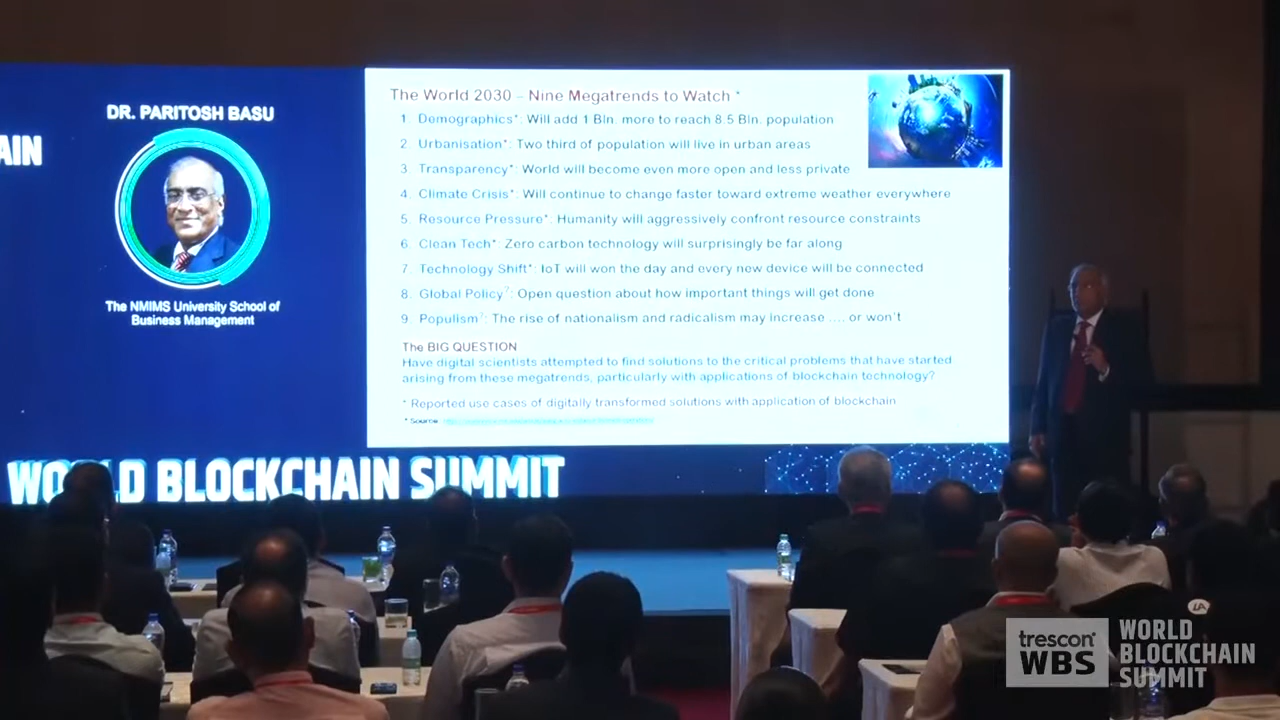 AIN
DR. PARITOSH BASU
The NMIMS University School of
Business Management
The World 2030 – Nine Megatrends to Watch *
1. Demographics*: Will add 1 Bln. more to reach 8.5 Bln. population
2. Urbanisation*: Two third of population will live in urban areas
3. Transparency*: World will become even more open and less private
4. Climate Crisis*: Will continue to change faster toward extreme weather everywhere
5. Resource Pressure*: Humanity will aggressively confront resource constraints
6. Clean Tech*: Zero carbon technology will surprisingly be far along
7. Technology Shift*: IoT will won the day and every new device will be connected
8. Global Policy?: Open question about how important things will get done
9. Populism?: The rise of nationalism and radicalism may increase .... or won't
The BIG QUESTION
Have digital scientists attempted to find solutions to the critical problems that have started
arising from these megatrends, particularly with applications of blockchain technology?
* Reported use cases of digitally transformed solutions with application of blockchain
* Source
WORLD BLOCKCHAIN SUMMIT
trescon
WBS
WORLD
BLOCKCHAIN
SUMMIT